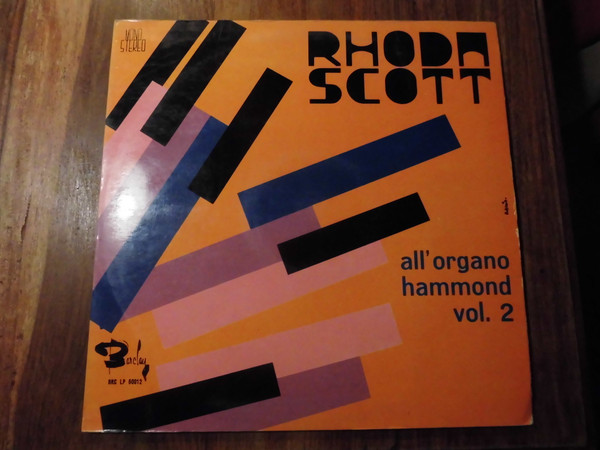 MONO
STEREO
RHODA
SCOTT
all'organo
hammond
vol. 2
Barclay